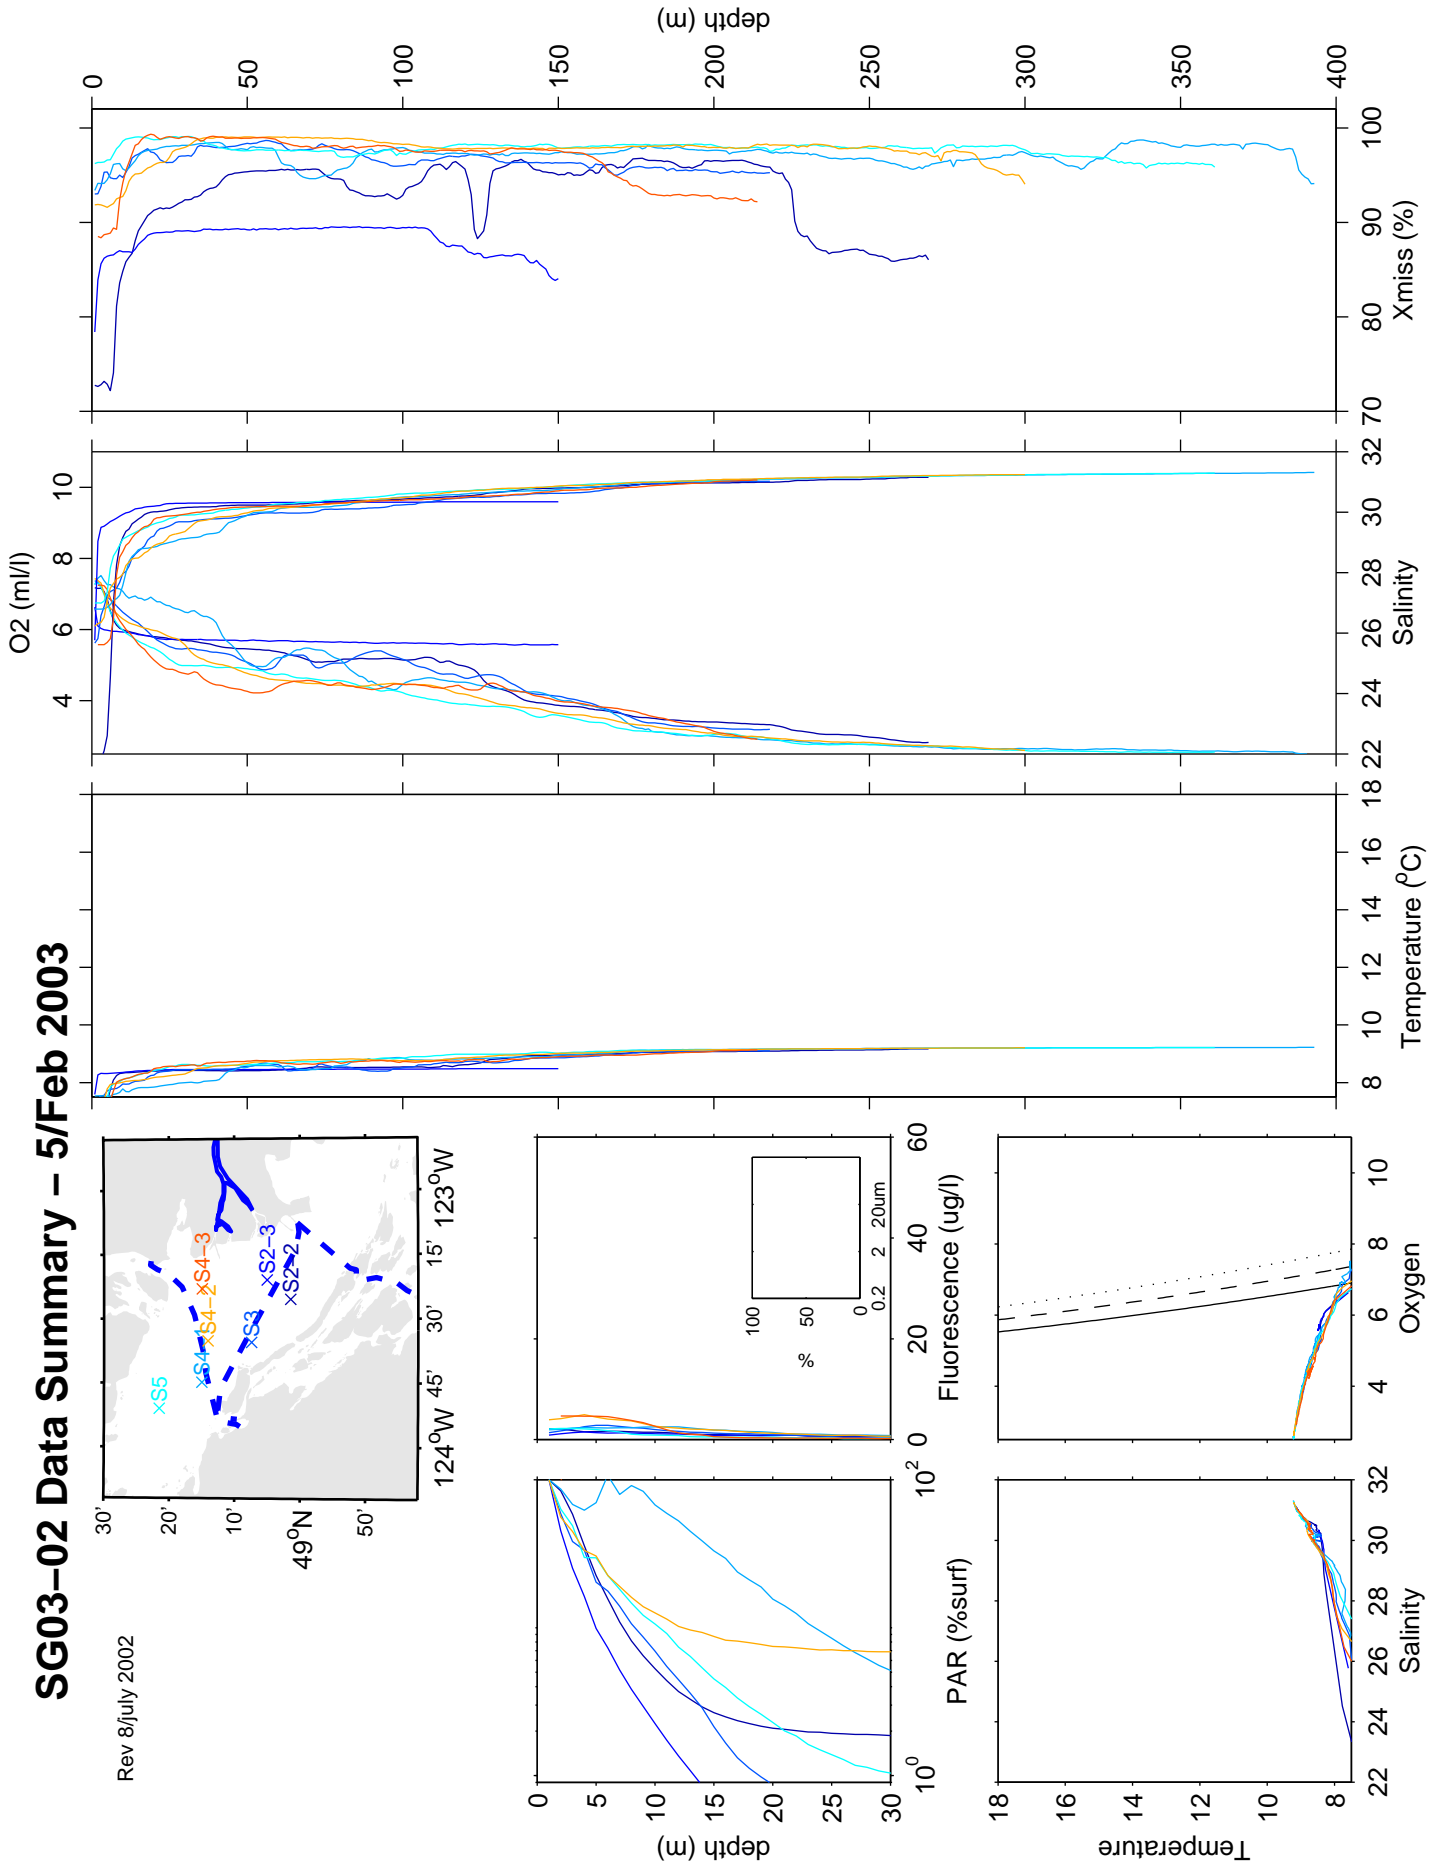 SG03–02 Data Summary – 5/Feb 2003
Rev 8/july 2002
30'
20'
10'
49°N
50'
124°W
45'
30'
15'
123°W
×S5
×S4–1
×S4–2
×S4–3
×S3
×S2–3
×S2–2
0
5
10
15
20
25
30
depth (m)
10^0
10^2
PAR (%surf)
0
20
40
60
Fluorescence (ug/l)
100
50
0
%
0.2
2
20um
18
16
14
12
10
8
Temperature
22
24
26
28
30
32
Salinity
4
6
8
10
Oxygen
8
10
12
14
16
18
Temperature (°C)
O2 (ml/l)
4
6
8
10
22
24
26
28
30
32
Salinity
70
80
90
100
Xmiss (%)
0
50
100
150
200
250
300
350
400
depth (m)